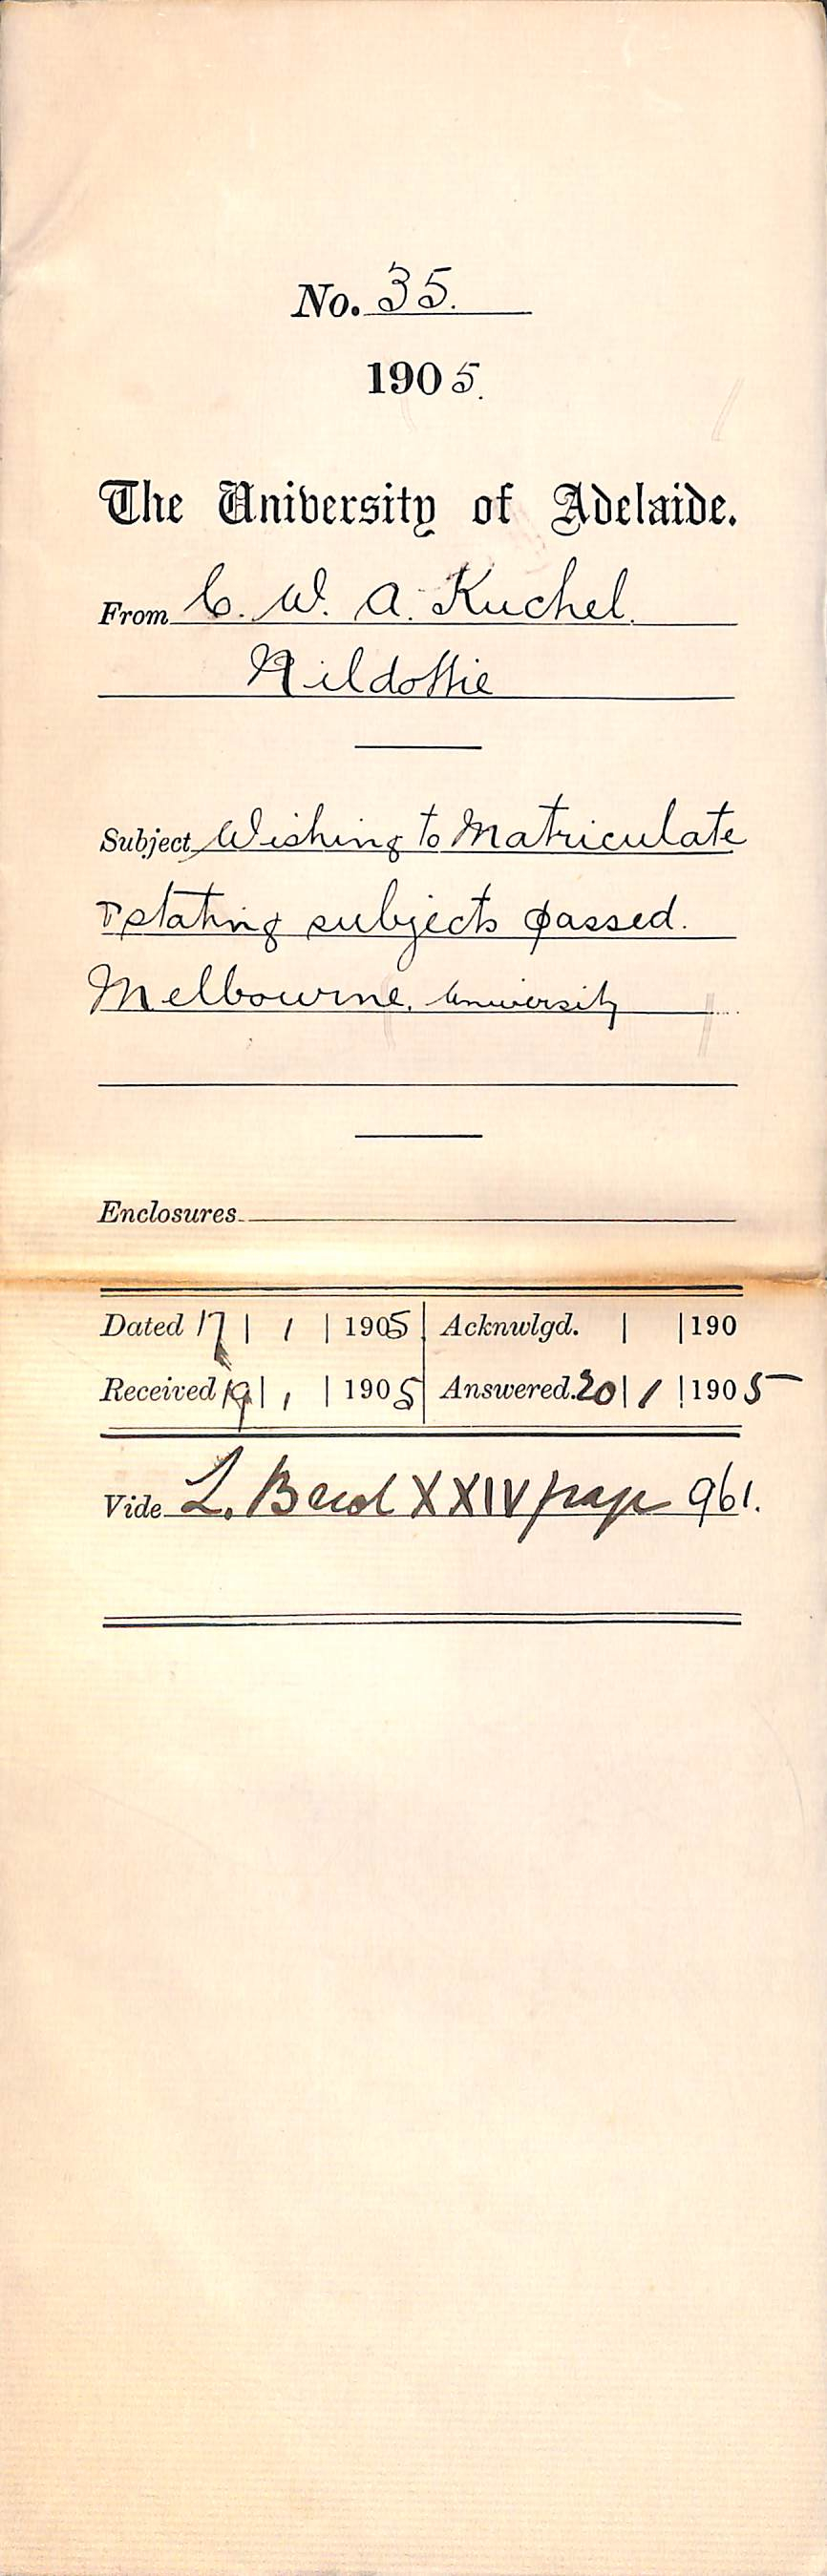 No. 35.
1905.
The University of Adelaide.
From C. W. A. Kuchel.
Nildottie
Subject Wishing to Matriculate
& stating subjects passed.
Melbourne University
Enclosures
Dated 17 | 1 | 1905 | Acknwlgd. | | 190
Received 19 | 1 | 1905 | Answered. 20 | 1 | 1905
Vide L. Book XXIV page 961.